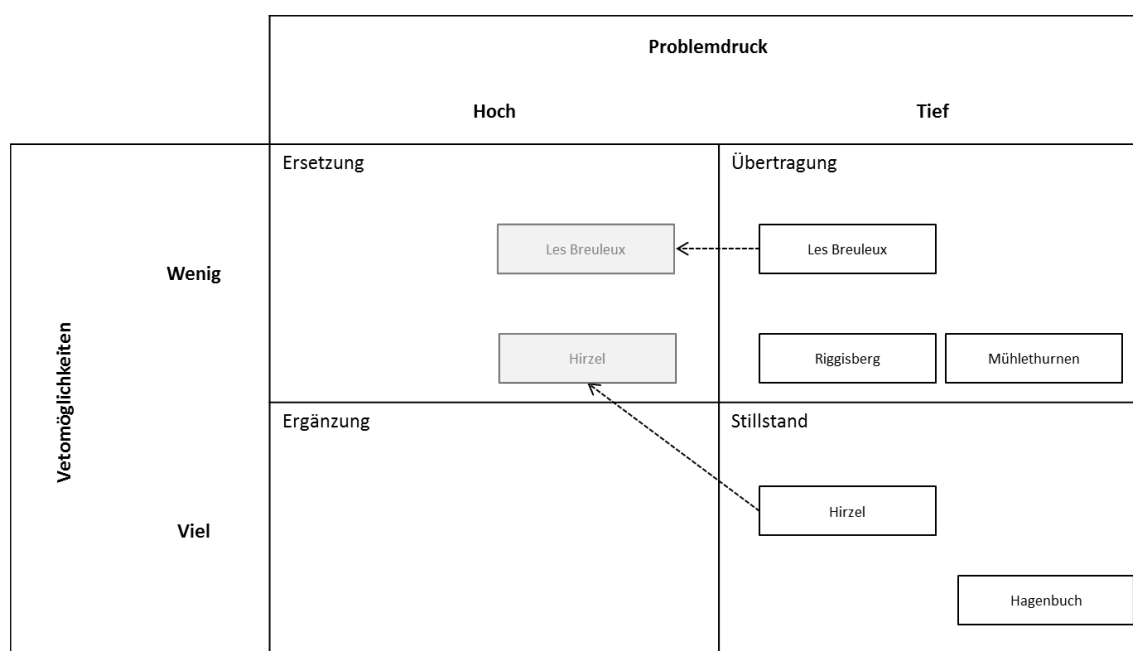 Problemdruck
Hoch
Tief
Vetomöglichkeiten
Wenig
Viel
Ersetzung
Übertragung
Les Breuleux
Les Breuleux
Hirzel
Riggisberg
Mühlethurnen
Ergänzung
Stillstand
Hirzel
Hagenbuch